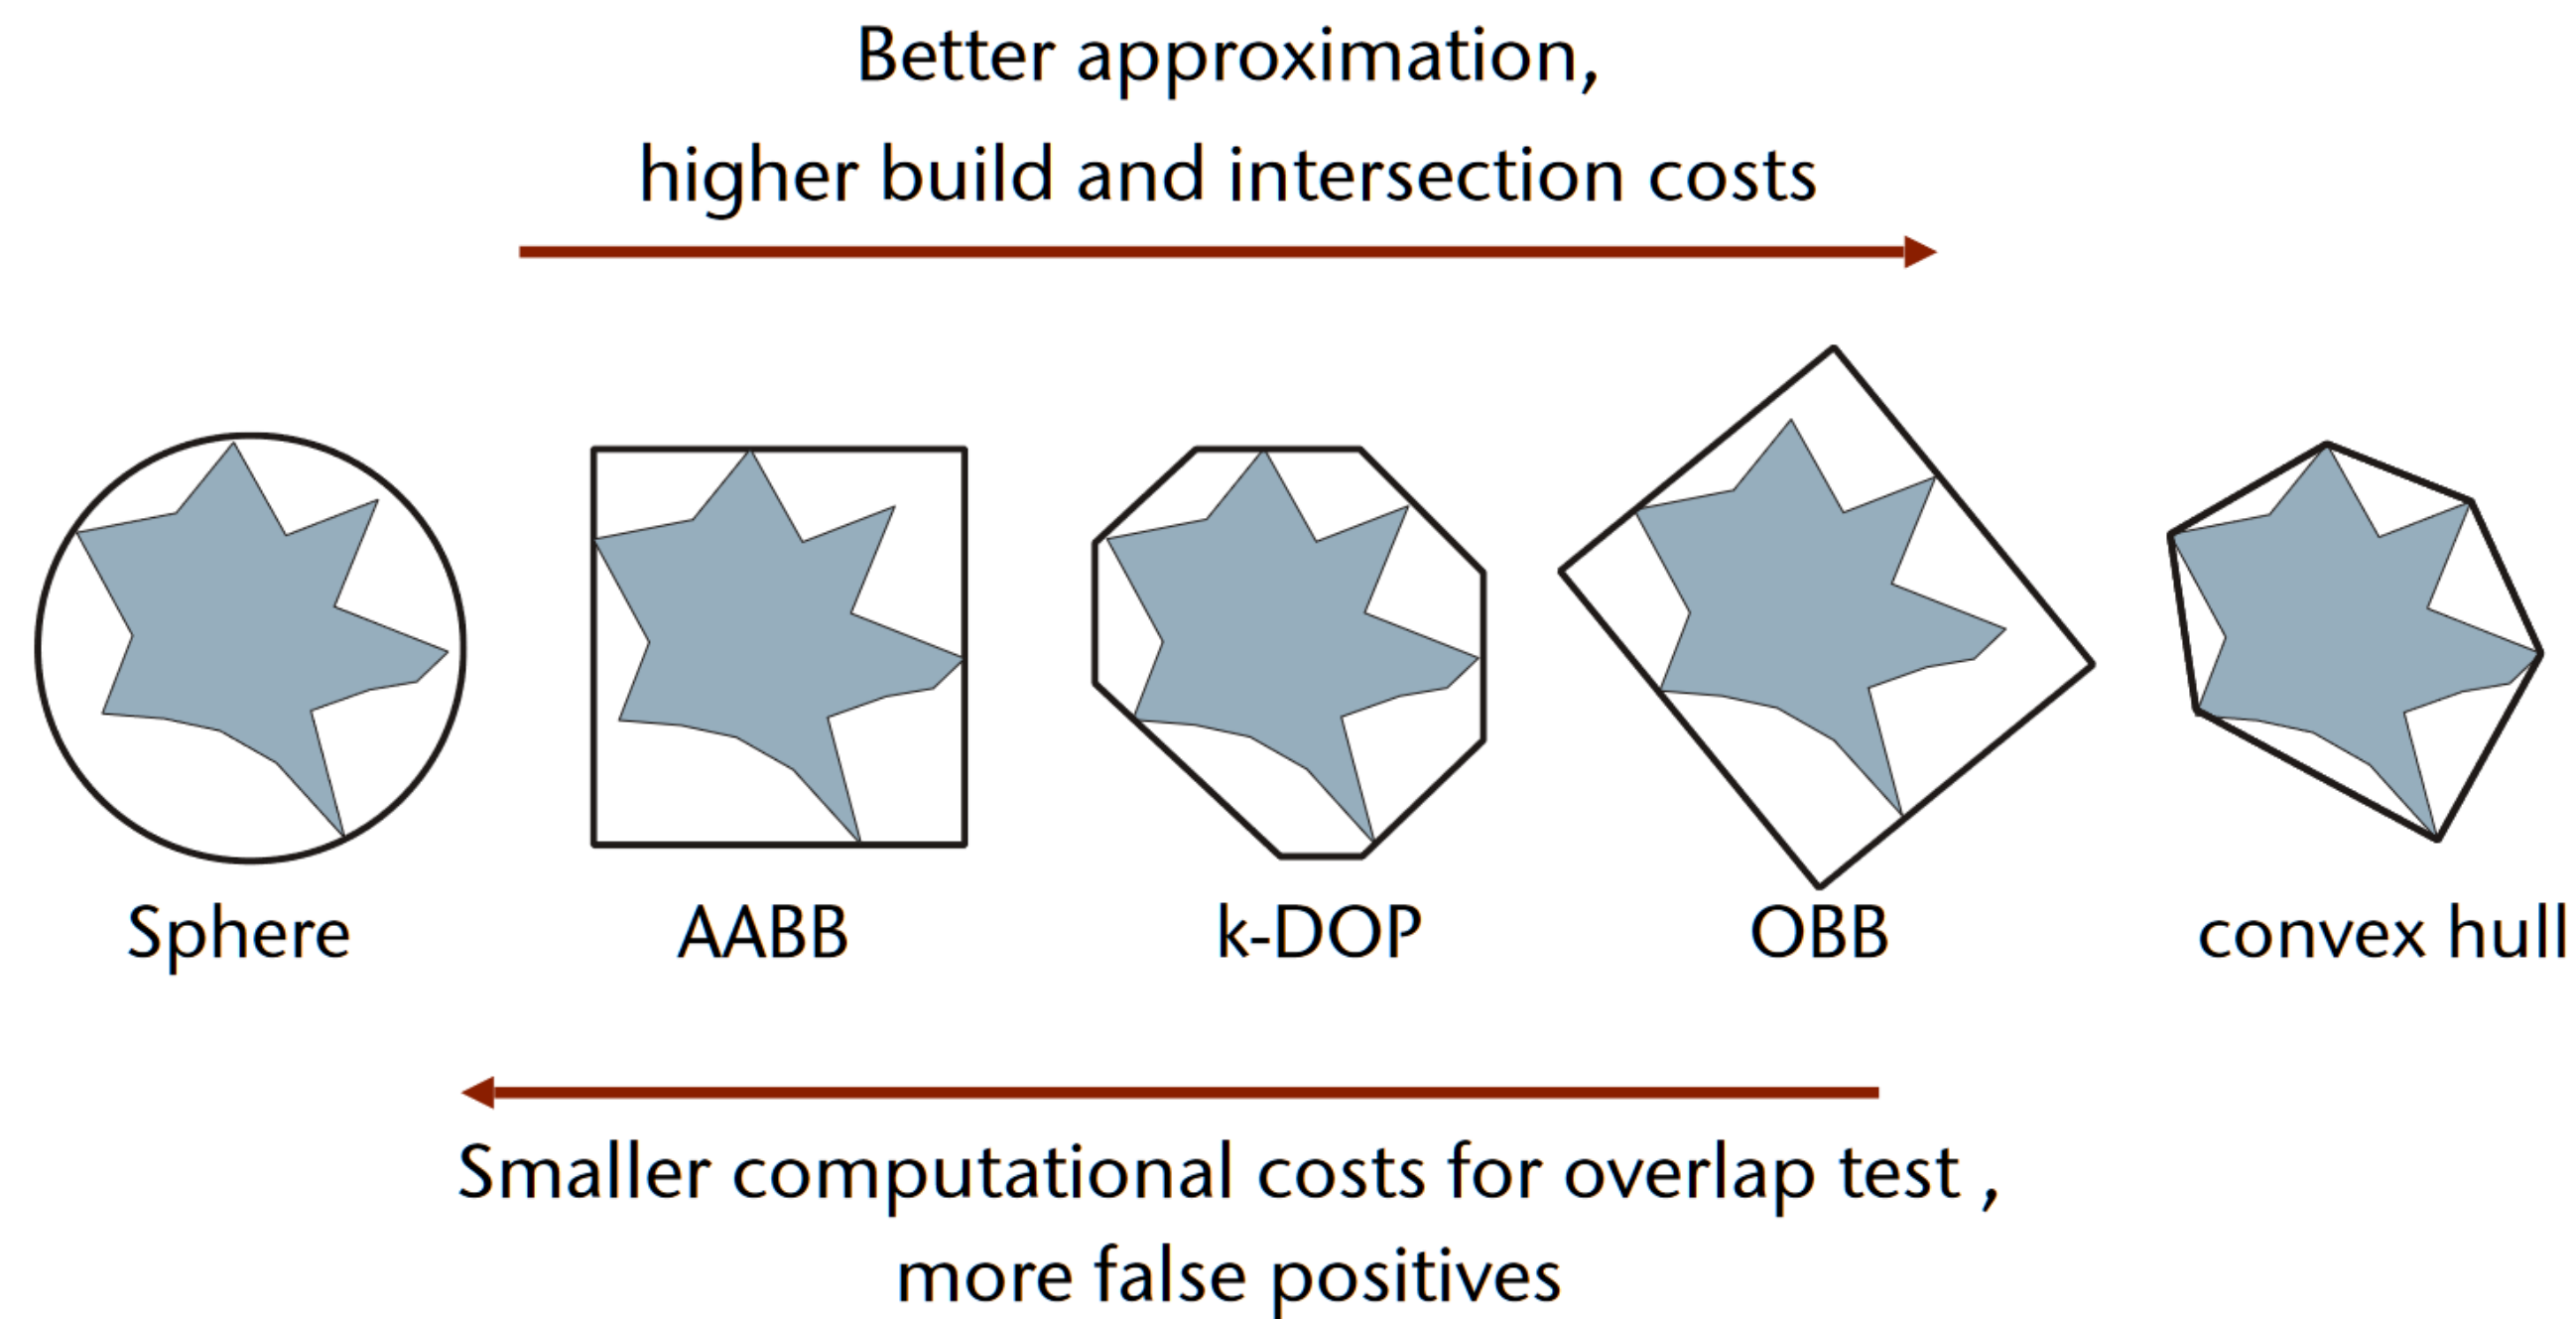 Better approximation,
higher build and intersection costs
Sphere
AABB
k-DOP
OBB
convex hull
Smaller computational costs for overlap test ,
more false positives